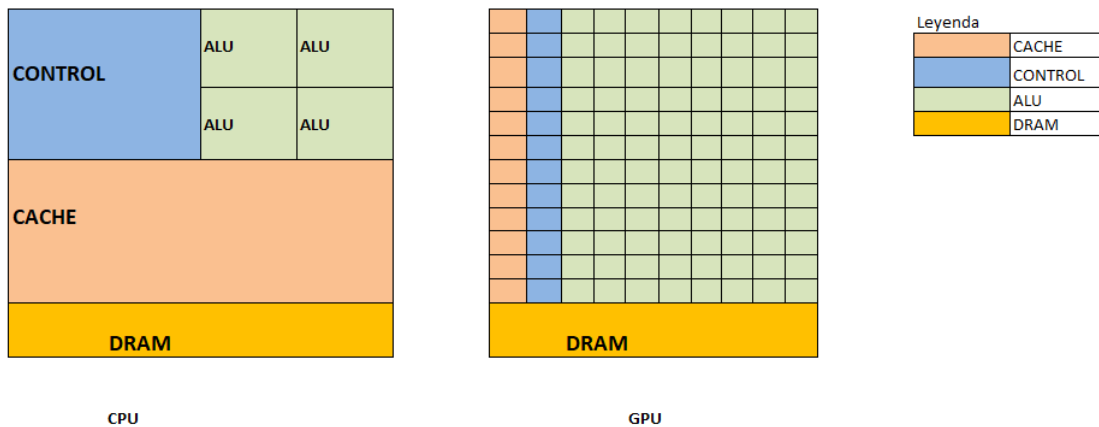 CONTROL
ALU ALU
ALU ALU
CACHE
DRAM
CPU
DRAM
GPU
Leyenda
CACHE
CONTROL
ALU
DRAM